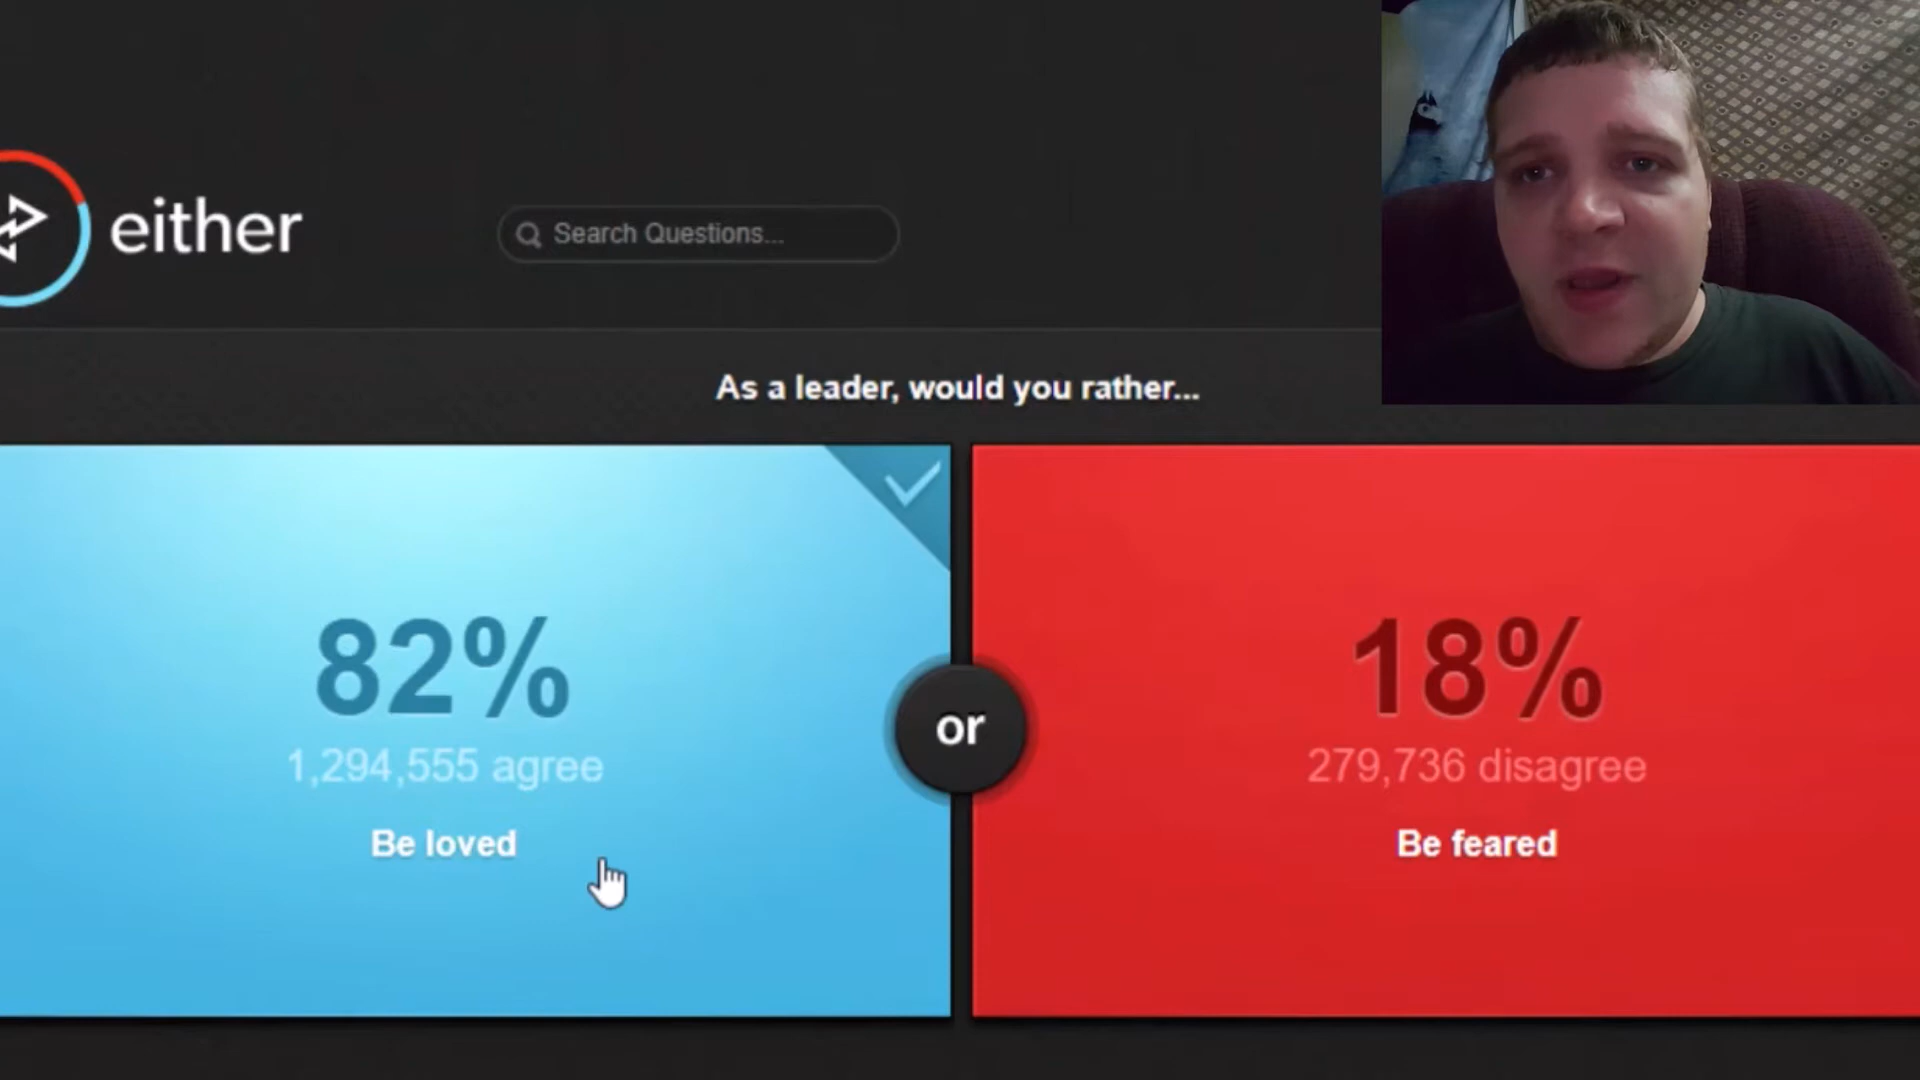 either
Search Questions...
As a leader, would you rather...
82%
1,294,555 agree
Be loved
or
18%
279,736 disagree
Be feared